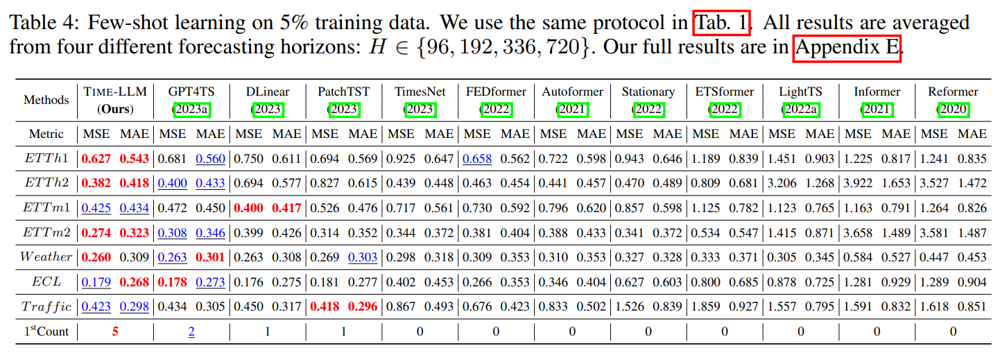 Table 4: Few-shot learning on 5% training data. We use the same protocol in Tab. 1. All results are averaged
from four different forecasting horizons: H ∈ {96, 192, 336, 720}. Our full results are in Appendix E.
Methods TIME-LLM GPT4TS DLinear PatchTST TimesNet FEDformer Autoformer Stationary ETSformer LightTS Informer Reformer
(Ours) (2023a) (2023) (2023) (2023) (2022) (2021) (2022) (2022) (2022a) (2021) (2020)
Metric MSE MAE MSE MAE MSE MAE MSE MAE MSE MAE MSE MAE MSE MAE MSE MAE MSE MAE MSE MAE MSE MAE MSE MAE
ETTh1 0.627 0.543 0.681 0.560 0.750 0.611 0.694 0.569 0.925 0.647 0.658 0.562 0.722 0.598 0.943 0.646 1.189 0.839 1.451 0.903 1.225 0.817 1.241 0.835
ETTh2 0.382 0.418 0.400 0.433 0.694 0.577 0.827 0.615 0.439 0.448 0.463 0.454 0.441 0.457 0.470 0.489 0.809 0.681 3.206 1.268 3.922 1.653 3.527 1.472
ETTm1 0.425 0.434 0.472 0.450 0.400 0.417 0.526 0.476 0.717 0.561 0.730 0.592 0.796 0.620 0.857 0.598 1.125 0.782 1.123 0.765 1.163 0.791 1.264 0.826
ETTm2 0.274 0.323 0.308 0.346 0.399 0.426 0.314 0.352 0.344 0.372 0.381 0.404 0.388 0.433 0.341 0.372 0.534 0.547 1.415 0.871 3.658 1.489 3.581 1.487
Weather 0.260 0.309 0.263 0.301 0.263 0.308 0.269 0.303 0.298 0.318 0.309 0.353 0.310 0.353 0.327 0.328 0.333 0.371 0.305 0.345 0.584 0.527 0.447 0.453
ECL 0.179 0.268 0.178 0.273 0.176 0.275 0.181 0.277 0.402 0.453 0.266 0.353 0.346 0.404 0.627 0.603 0.800 0.685 0.878 0.725 1.281 0.929 1.289 0.904
Traffic 0.423 0.298 0.434 0.305 0.450 0.317 0.418 0.296 0.867 0.493 0.676 0.423 0.833 0.502 1.526 0.839 1.859 0.927 1.557 0.795 1.591 0.832 1.618 0.851
1stCount 5 2 1 1 0 0 0 0 0 0 0 0